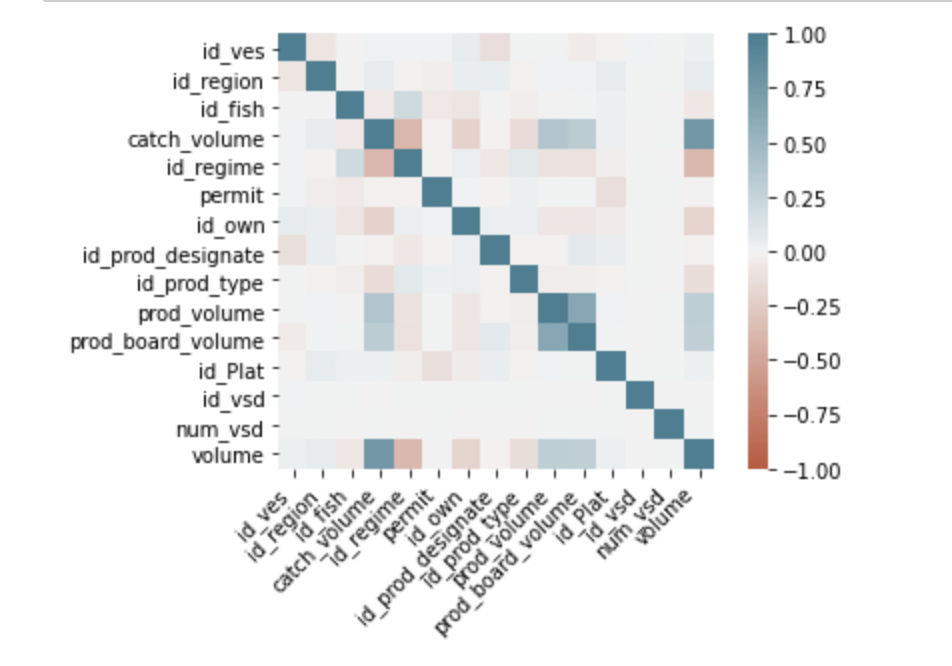 id_ves
id_region
id_fish
catch_volume
id_regime
permit
id_own
id_prod_designate
id_prod_type
prod_volume
prod_board_volume
id_Plat
id_vsd
num_vsd
volume
id_ves
id_region
id_fish
catch_volume
id_regime
permit
id_own
id_prod_designate
id_prod_type
prod_volume
prod_board_volume
id_Plat
id_vsd
num_vsd
volume
1.00
0.75
0.50
0.25
0.00
−0.25
−0.50
−0.75
−1.00